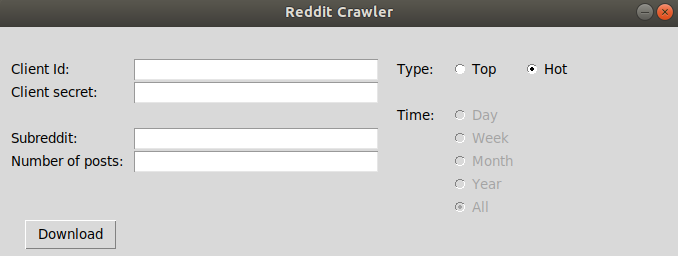 Reddit Crawler
Client Id:
Client secret:
Subreddit:
Number of posts:
Download
Type: Top Hot
Time: Day
Week
Month
Year
All